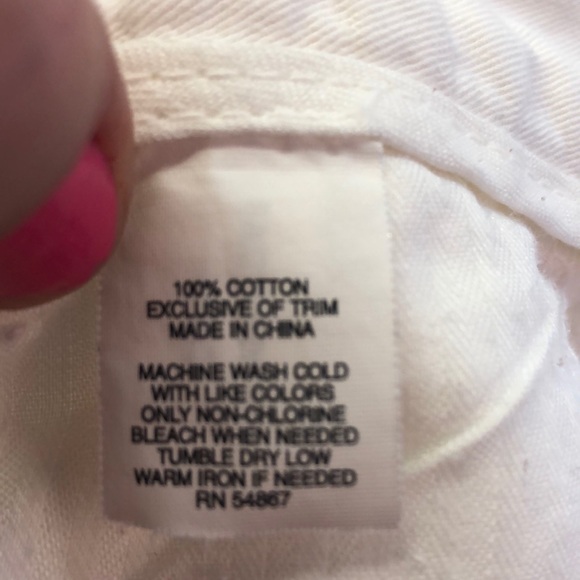 100% COTTON
EXCLUSIVE OF TRIM
MADE IN CHINA
MACHINE WASH COLD
WITH LIKE COLORS
ONLY NON-CHLORINE
BLEACH WHEN NEEDED
TUMBLE DRY LOW
WARM IRON IF NEEDED
RN 54867